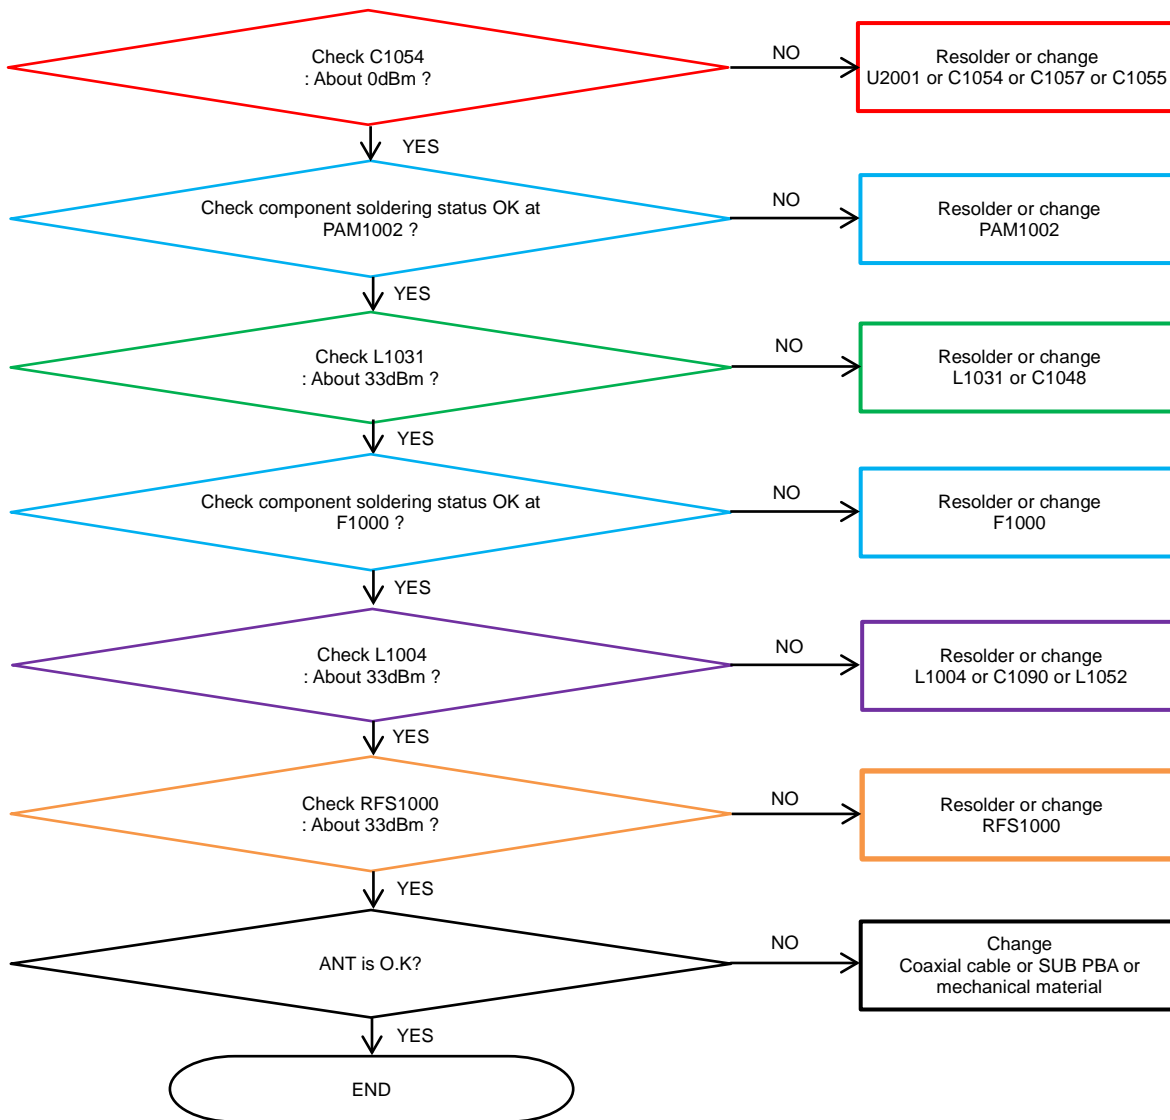 Check C1054
: About 0dBm ?
NO
Resolder or change
U2001 or C1054 or C1057 or C1055
YES
Check component soldering status OK at
PAM1002 ?
NO
Resolder or change
PAM1002
YES
Check L1031
: About 33dBm ?
NO
Resolder or change
L1031 or C1048
YES
Check component soldering status OK at
F1000 ?
NO
Resolder or change
F1000
YES
Check L1004
: About 33dBm ?
NO
Resolder or change
L1004 or C1090 or L1052
YES
Check RFS1000
: About 33dBm ?
NO
Resolder or change
RFS1000
YES
ANT is O.K?
NO
Change
Coaxial cable or SUB PBA or
mechanical material
YES
END